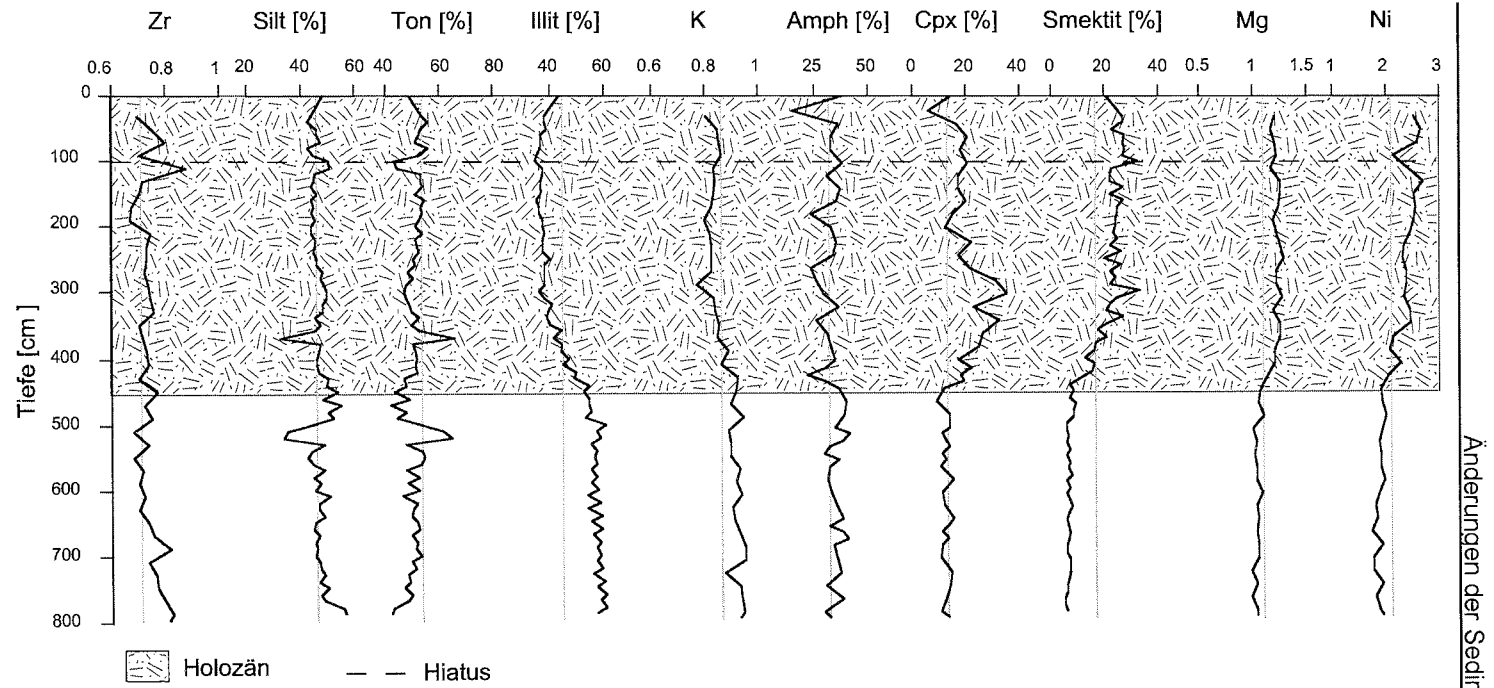 Zr Silt [%] Ton [%] Illit [%] K Amph [%] Cpx [%] Smektit [%] Mg Ni
0.6 0.8 1 20 40 60 40 60 80 40 60 0.6 0.8 1 25 50 0 20 40 0 20 40 0.5 1 1.5 1 2 3
0
100
200
300
400
500
600
700
800
Tiefe [cm]
Holozän
Hiatus
Änderungen der